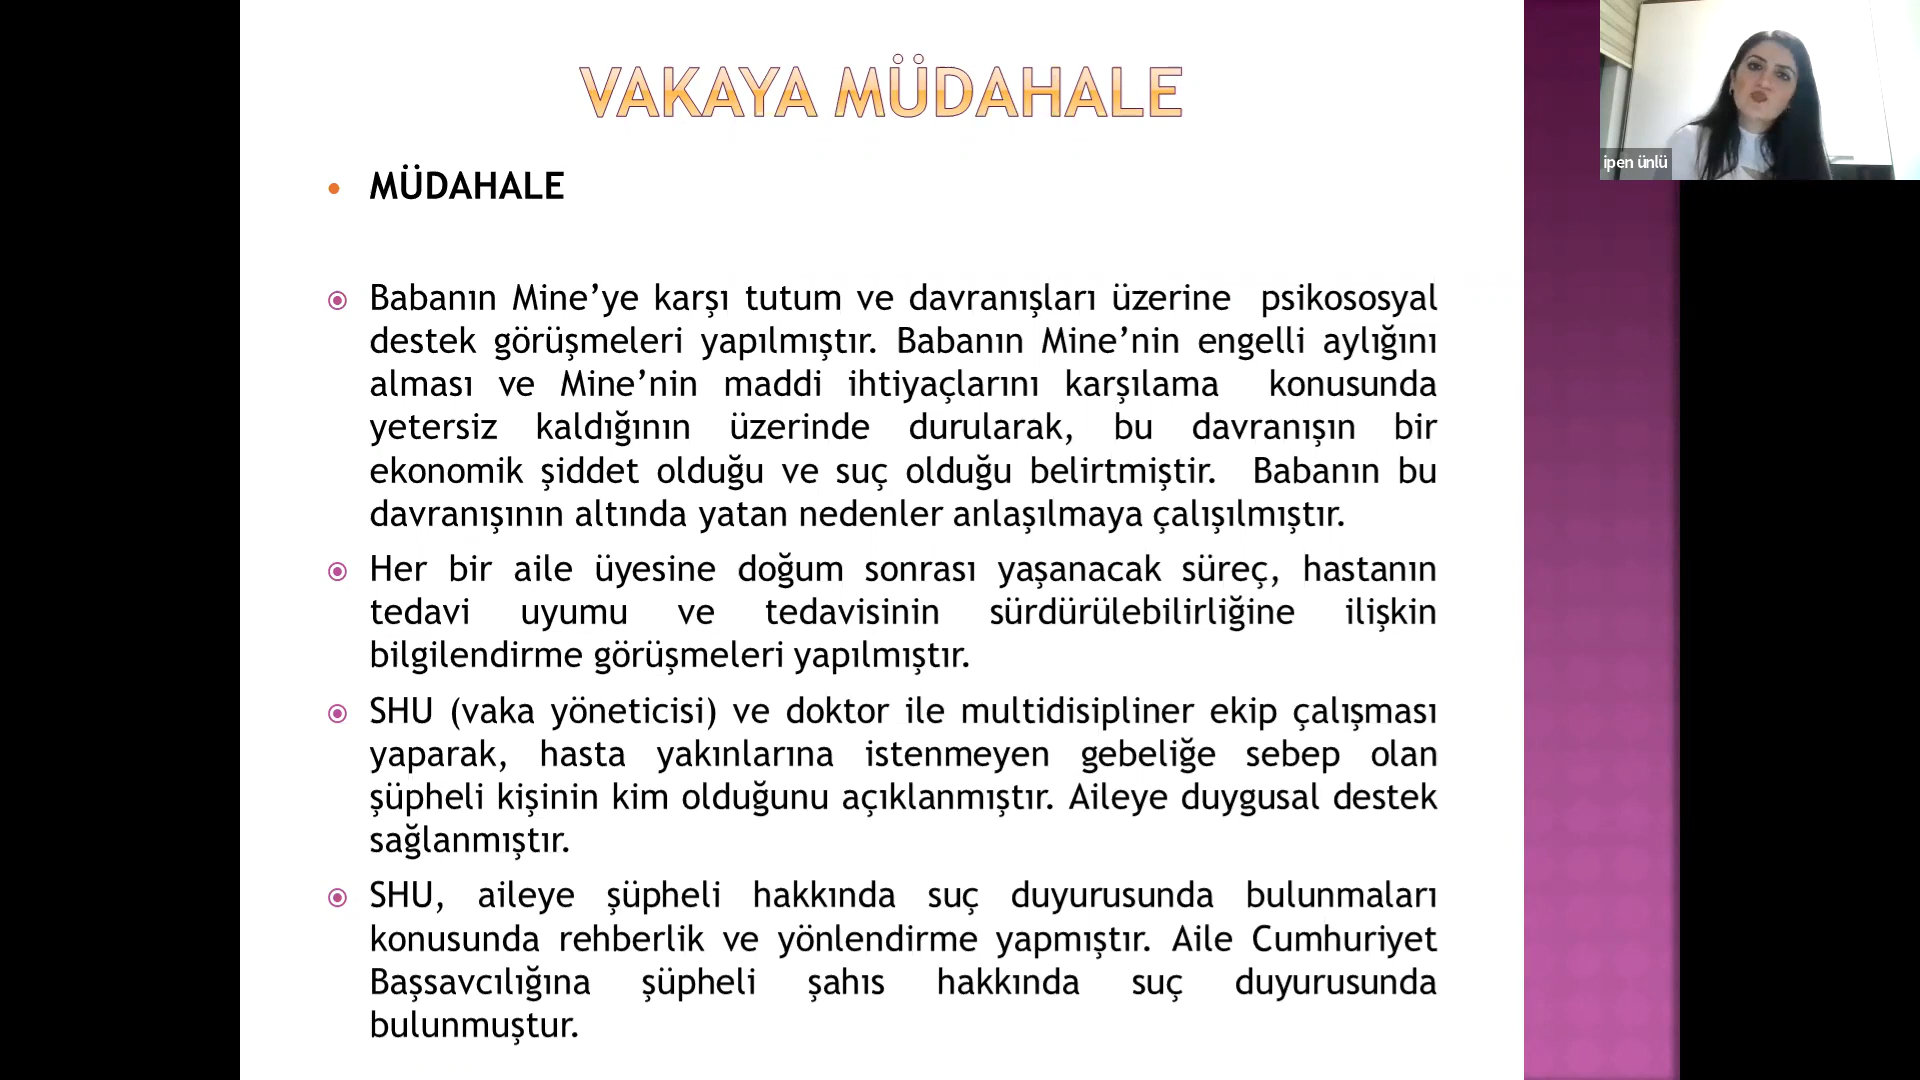 VAKAYA MÜDAHALE
ipen ünlü
• MÜDAHALE
Babanın Mine’ye karşı tutum ve davranışları üzerine psikososyal
destek görüşmeleri yapılmıştır. Babanın Mine’nin engelli aylığını
alması ve Mine’nin maddi ihtiyaçlarını karşılama konusunda
yetersiz kaldığının üzerinde durularak, bu davranışın bir
ekonomik şiddet olduğu ve suç olduğu belirtmiştir. Babanın bu
davranışının altında yatan nedenler anlaşılmaya çalışılmıştır.
Her bir aile üyesine doğum sonrası yaşanacak süreç, hastanın
tedavi uyumu ve tedavisinin sürdürülebilirliğine ilişkin
bilgilendirme görüşmeleri yapılmıştır.
SHU (vaka yöneticisi) ve doktor ile multidisipliner ekip çalışması
yaparak, hasta yakınlarına istenmeyen gebeliğe sebep olan
şüpheli kişinin kim olduğunu açıklanmıştır. Aileye duygusal destek
sağlanmıştır.
SHU, aileye şüpheli hakkında suç duyurusunda bulunmaları
konusunda rehberlik ve yönlendirme yapmıştır. Aile Cumhuriyet
Başsavcılığına şüpheli şahıs hakkında suç duyurusunda
bulunmuştur.